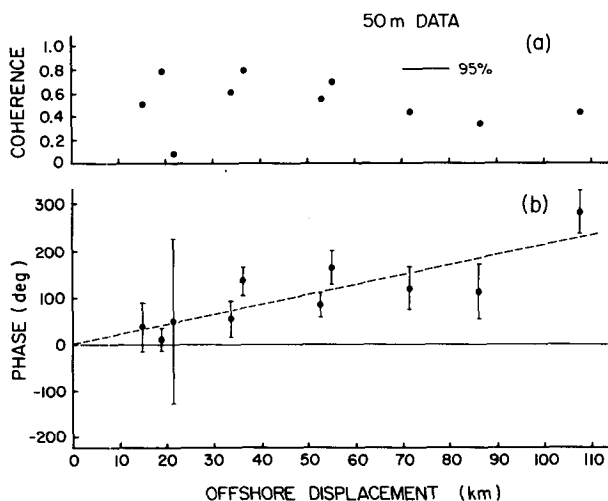 50 m DATA
(a)
95%
COHERENCE
1.0
0.8
0.6
0.4
0.2
0
(b)
PHASE (deg)
300
200
100
0
-100
-200
0 10 20 30 40 50 60 70 80 90 100 110
OFFSHORE DISPLACEMENT (km)